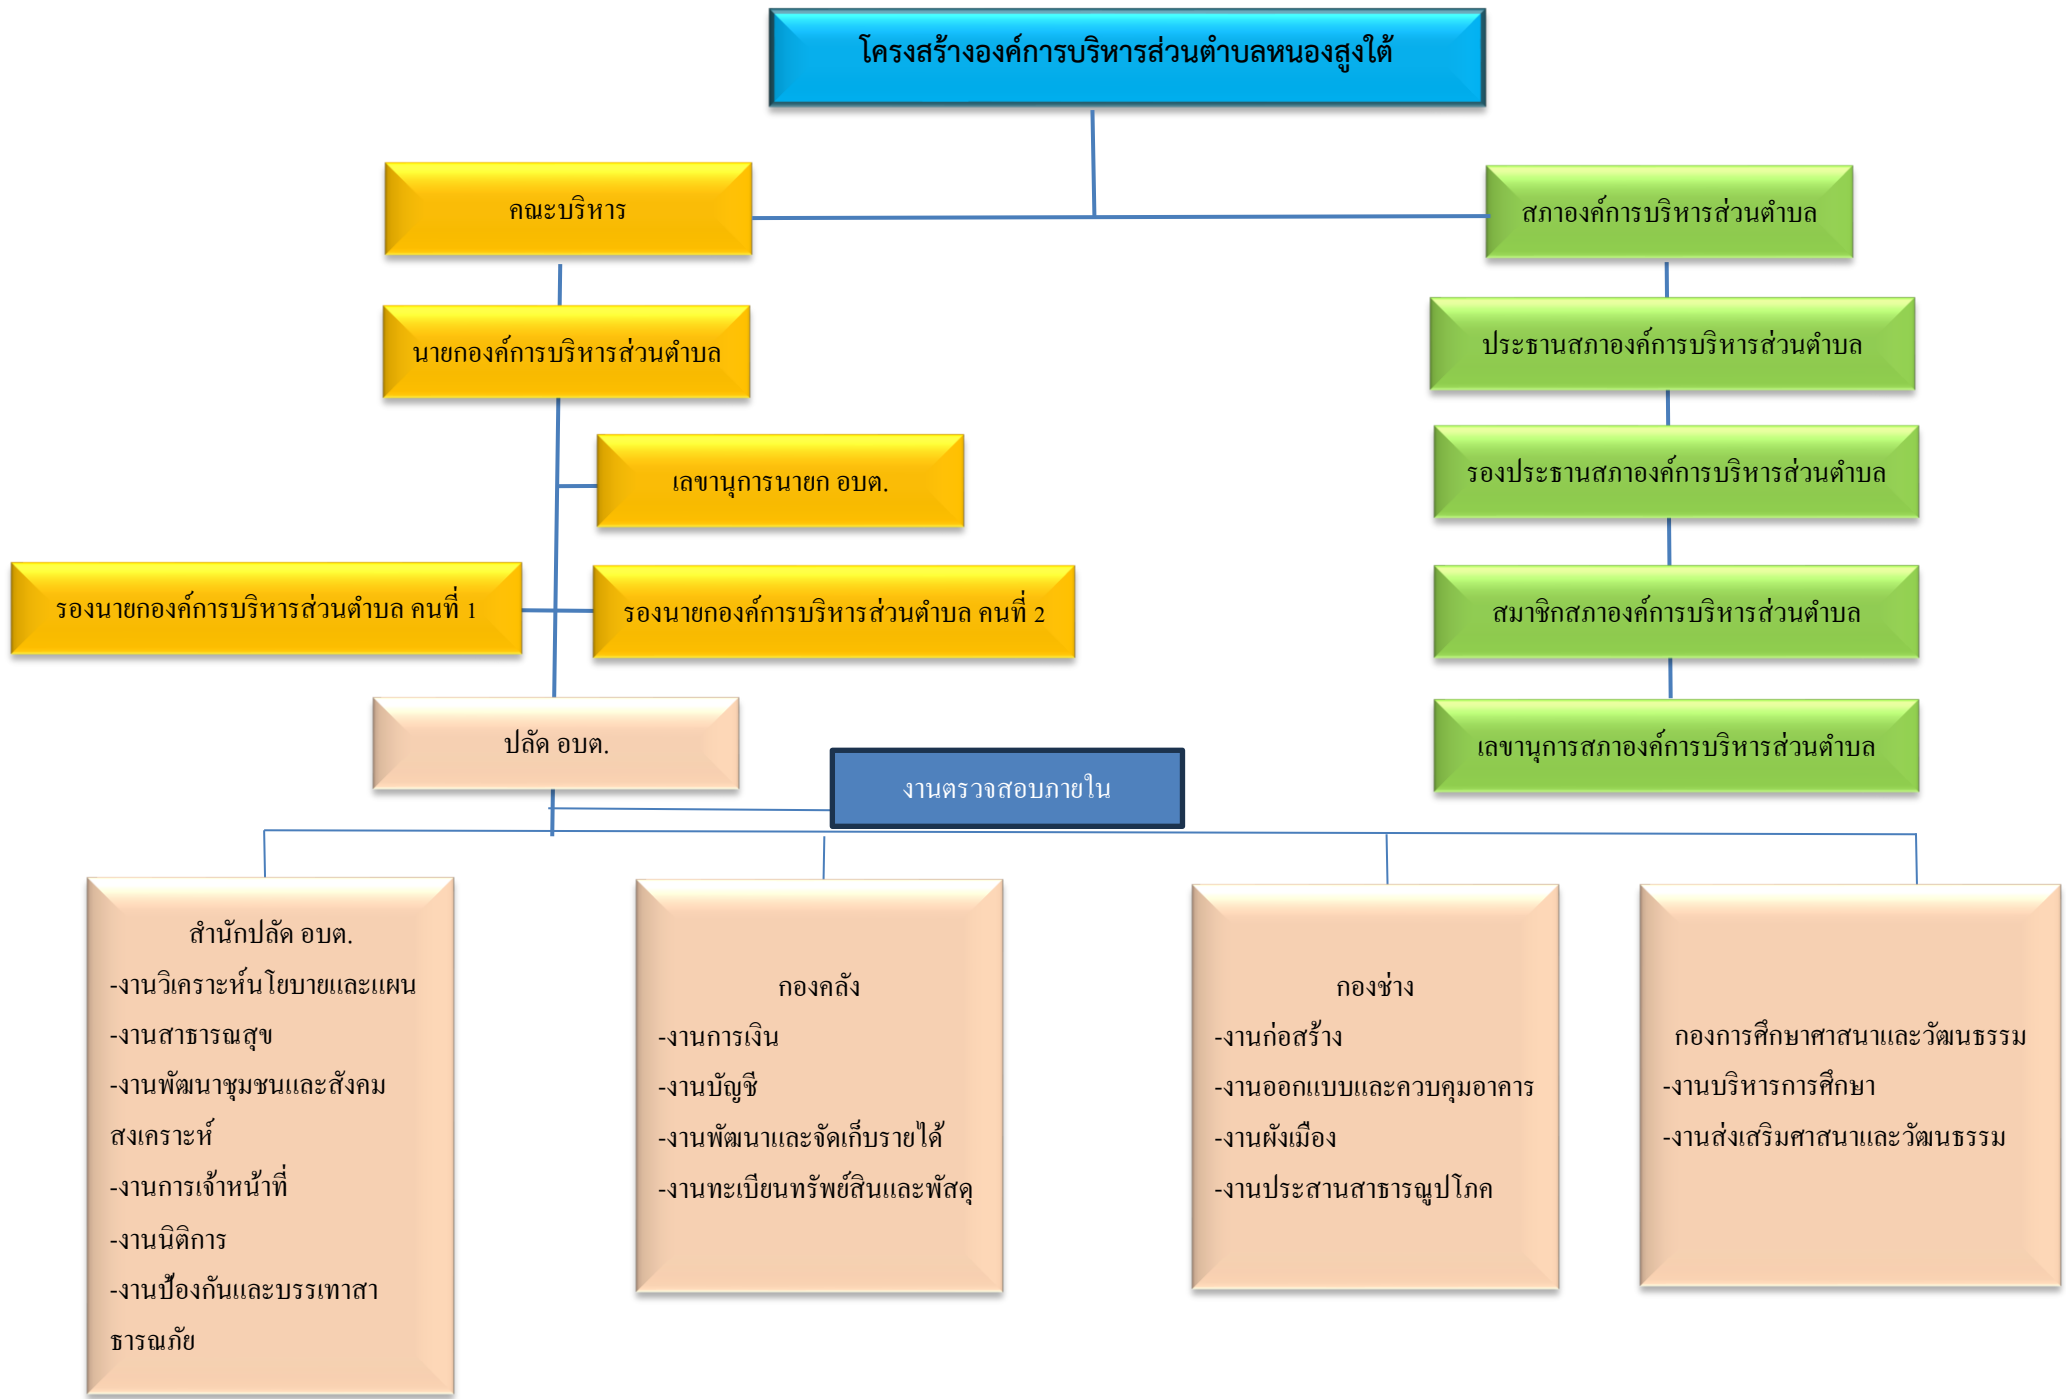 โครงสร้างองค์การบริหารส่วนตำบลหนองสูงใต้
คณะบริหาร
สภาองค์การบริหารส่วนตำบล
นายกองค์การบริหารส่วนตำบล
ประธานสภาองค์การบริหารส่วนตำบล
เลขานุการนายก อบต.
รองประธานสภาองค์การบริหารส่วนตำบล
รองนายกองค์การบริหารส่วนตำบล คนที่ 1
รองนายกองค์การบริหารส่วนตำบล คนที่ 2
สมาชิกสภาองค์การบริหารส่วนตำบล
ปลัด อบต.
เลขานุการสภาองค์การบริหารส่วนตำบล
งานตรวจสอบภายใน
สำนักปลัด อบต.
-งานวิเคราะห์นโยบายและแผน
-งานสาธารณสุข
-งานพัฒนาชุมชนและสังคม
สงเคราะห์
-งานการเจ้าหน้าที่
-งานนิติการ
-งานป้องกันและบรรเทาสา
ธารณภัย
กองคลัง
-งานการเงิน
-งานบัญชี
-งานพัฒนาและจัดเก็บรายได้
-งานทะเบียนทรัพย์สินและพัสดุ
กองช่าง
-งานก่อสร้าง
-งานออกแบบและควบคุมอาคาร
-งานผังเมือง
-งานประสานสาธารณูปโภค
กองการศึกษาศาสนาและวัฒนธรรม
-งานบริหารการศึกษา
-งานส่งเสริมศาสนาและวัฒนธรรม